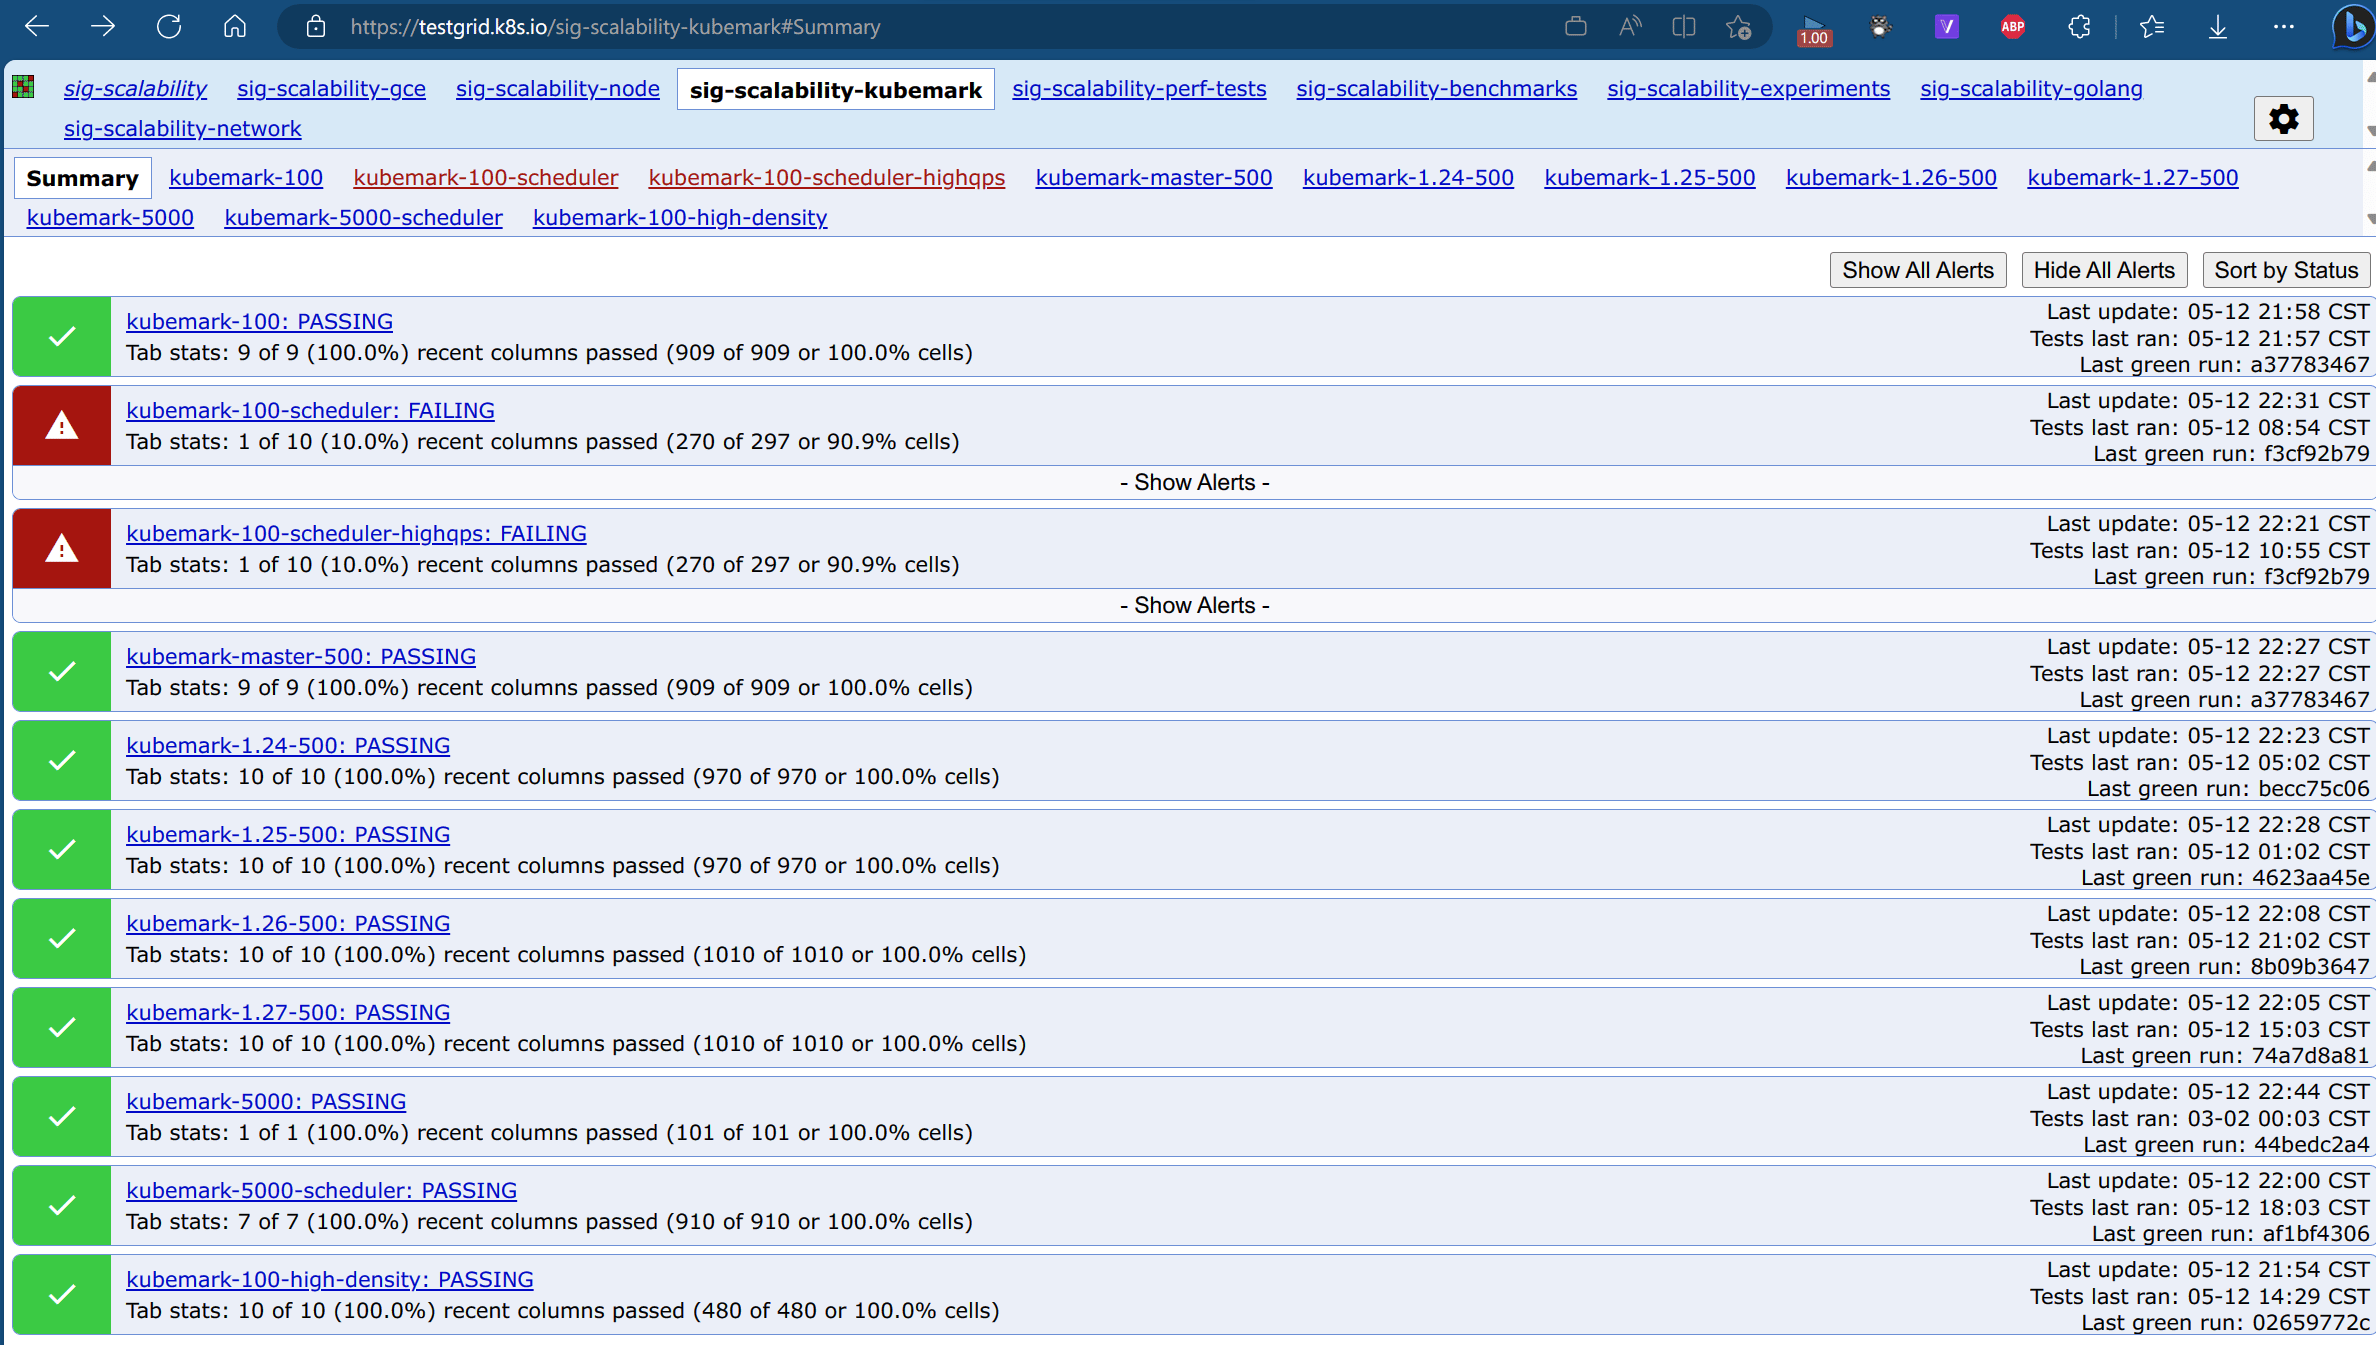 https://testgrid.k8s.io/sig-scalability-kubemark#Summary
1.00
V
ABP
sig-scalability sig-scalability-gce sig-scalability-node sig-scalability-kubemark sig-scalability-perf-tests sig-scalability-benchmarks sig-scalability-experiments sig-scalability-golang
sig-scalability-network
Summary kubemark-100 kubemark-100-scheduler kubemark-100-scheduler-highqps kubemark-master-500 kubemark-1.24-500 kubemark-1.25-500 kubemark-1.26-500 kubemark-1.27-500
kubemark-5000 kubemark-5000-scheduler kubemark-100-high-density
Show All Alerts Hide All Alerts Sort by Status
kubemark-100: PASSING
Tab stats: 9 of 9 (100.0%) recent columns passed (909 of 909 or 100.0% cells)
Last update: 05-12 21:58 CST
Tests last ran: 05-12 21:57 CST
Last green run: a37783467
kubemark-100-scheduler: FAILING
Tab stats: 1 of 10 (10.0%) recent columns passed (270 of 297 or 90.9% cells)
Last update: 05-12 22:31 CST
Tests last ran: 05-12 08:54 CST
Last green run: f3cf92b79
- Show Alerts -
kubemark-100-scheduler-highqps: FAILING
Tab stats: 1 of 10 (10.0%) recent columns passed (270 of 297 or 90.9% cells)
Last update: 05-12 22:21 CST
Tests last ran: 05-12 10:55 CST
Last green run: f3cf92b79
- Show Alerts -
kubemark-master-500: PASSING
Tab stats: 9 of 9 (100.0%) recent columns passed (909 of 909 or 100.0% cells)
Last update: 05-12 22:27 CST
Tests last ran: 05-12 22:27 CST
Last green run: a37783467
kubemark-1.24-500: PASSING
Tab stats: 10 of 10 (100.0%) recent columns passed (970 of 970 or 100.0% cells)
Last update: 05-12 22:23 CST
Tests last ran: 05-12 05:02 CST
Last green run: becc75c06
kubemark-1.25-500: PASSING
Tab stats: 10 of 10 (100.0%) recent columns passed (970 of 970 or 100.0% cells)
Last update: 05-12 22:28 CST
Tests last ran: 05-12 01:02 CST
Last green run: 4623aa45e
kubemark-1.26-500: PASSING
Tab stats: 10 of 10 (100.0%) recent columns passed (1010 of 1010 or 100.0% cells)
Last update: 05-12 22:08 CST
Tests last ran: 05-12 21:02 CST
Last green run: 8b09b3647
kubemark-1.27-500: PASSING
Tab stats: 10 of 10 (100.0%) recent columns passed (1010 of 1010 or 100.0% cells)
Last update: 05-12 22:05 CST
Tests last ran: 05-12 15:03 CST
Last green run: 74a7d8a81
kubemark-5000: PASSING
Tab stats: 1 of 1 (100.0%) recent columns passed (101 of 101 or 100.0% cells)
Last update: 05-12 22:44 CST
Tests last ran: 03-02 00:03 CST
Last green run: 44bedc2a4
kubemark-5000-scheduler: PASSING
Tab stats: 7 of 7 (100.0%) recent columns passed (910 of 910 or 100.0% cells)
Last update: 05-12 22:00 CST
Tests last ran: 05-12 18:03 CST
Last green run: af1bf4306
kubemark-100-high-density: PASSING
Tab stats: 10 of 10 (100.0%) recent columns passed (480 of 480 or 100.0% cells)
Last update: 05-12 21:54 CST
Tests last ran: 05-12 14:29 CST
Last green run: 02659772c